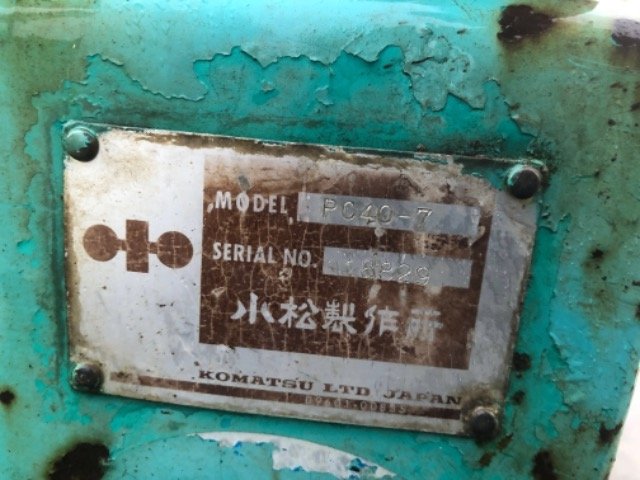 MODEL PC40-7
SERIAL NO.
小松製作所
KOMATSU LTD JAPAN